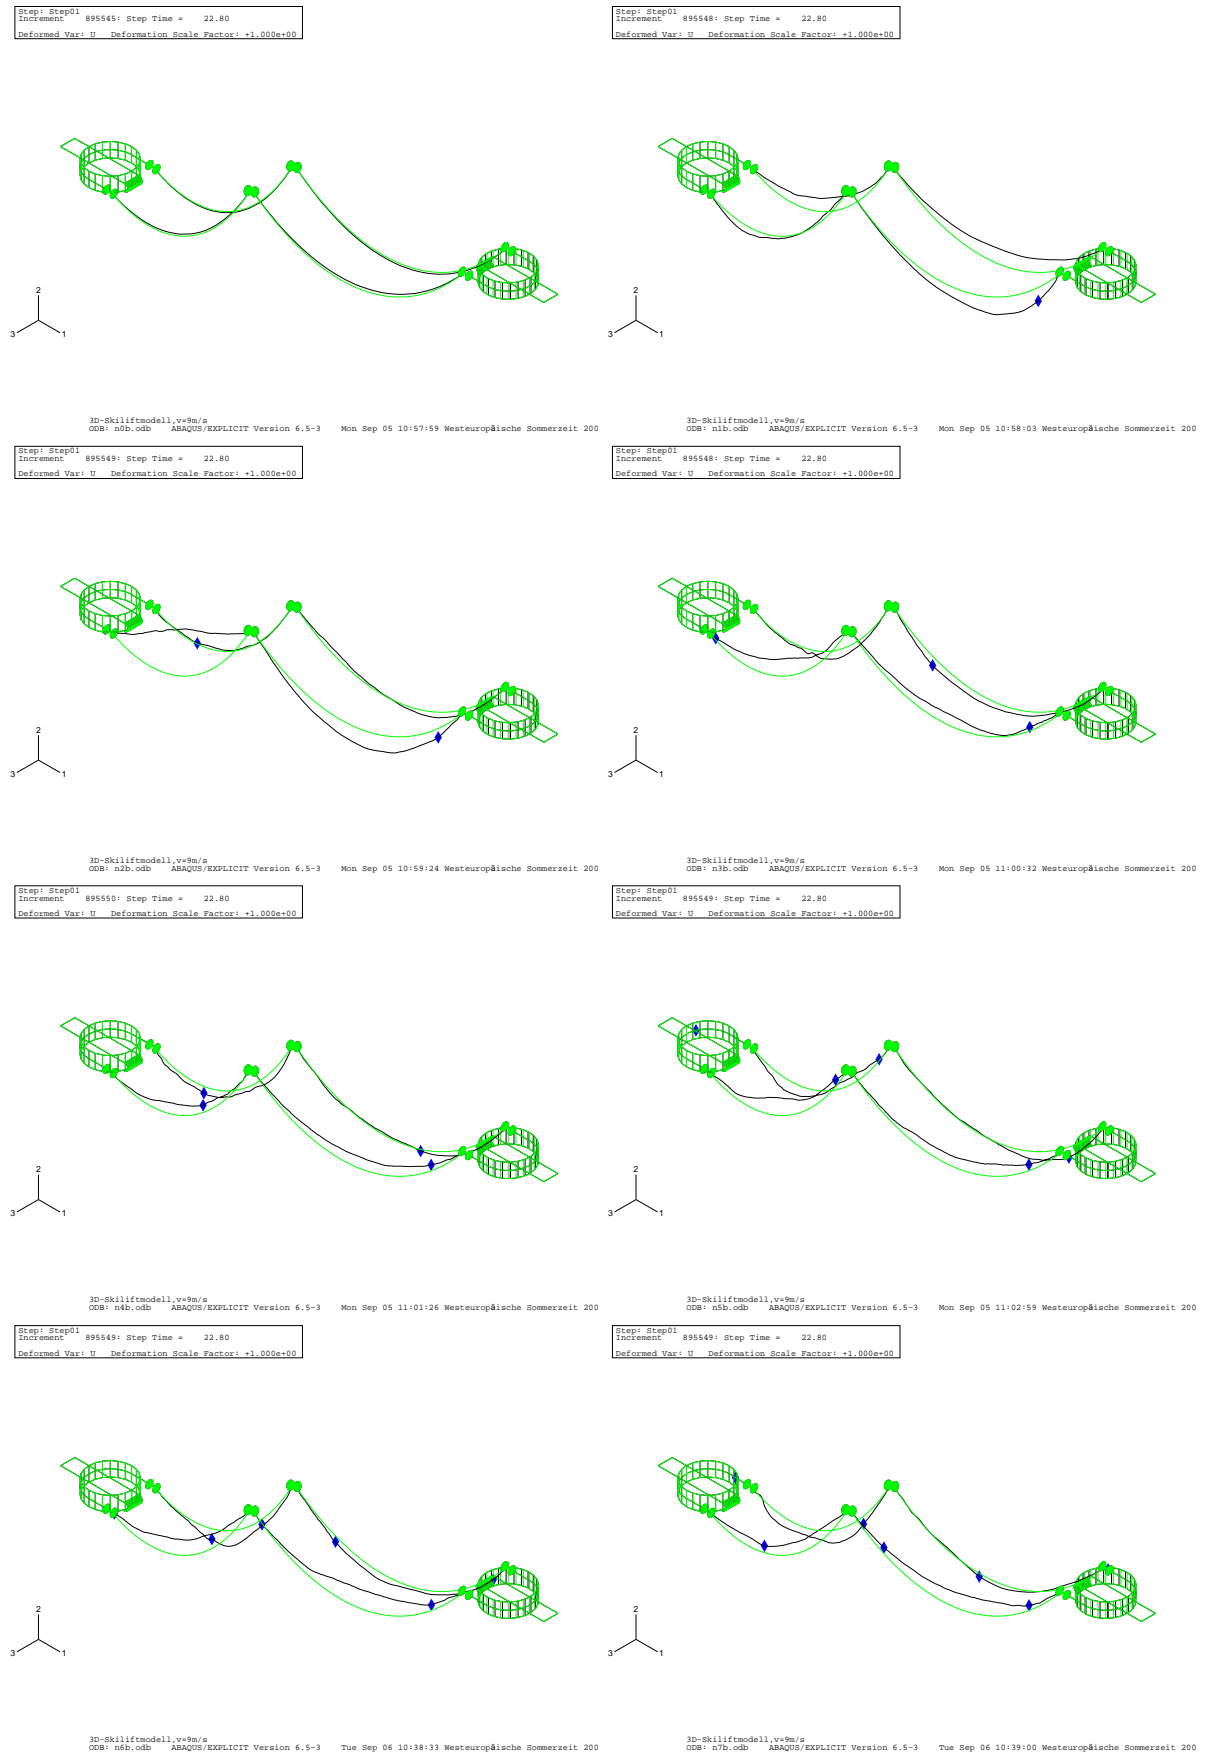 Step: Step01
Increment 895545: Step Time = 22.80
Deformed Var: U Deformation Scale Factor: +1.000e+00
2
3
1
3D-Skiliftmodell,v=9m/s
ODB: n0b.odb ABAQUS/EXPLICIT Version 6.5-3 Mon Sep 05 10:57:59 Westeuropäische Sommerzeit 200
Step: Step01
Increment 895548: Step Time = 22.80
Deformed Var: U Deformation Scale Factor: +1.000e+00
2
3
1
3D-Skiliftmodell,v=9m/s
ODB: n1b.odb ABAQUS/EXPLICIT Version 6.5-3 Mon Sep 05 10:58:03 Westeuropäische Sommerzeit 200
Step: Step01
Increment 895549: Step Time = 22.80
Deformed Var: U Deformation Scale Factor: +1.000e+00
2
3
1
3D-Skiliftmodell,v=9m/s
ODB: n2b.odb ABAQUS/EXPLICIT Version 6.5-3 Mon Sep 05 10:59:24 Westeuropäische Sommerzeit 200
Step: Step01
Increment 895548: Step Time = 22.80
Deformed Var: U Deformation Scale Factor: +1.000e+00
2
3
1
3D-Skiliftmodell,v=9m/s
ODB: n3b.odb ABAQUS/EXPLICIT Version 6.5-3 Mon Sep 05 11:00:32 Westeuropäische Sommerzeit 200
Step: Step01
Increment 895550: Step Time = 22.80
Deformed Var: U Deformation Scale Factor: +1.000e+00
2
3
1
3D-Skiliftmodell,v=9m/s
ODB: n4b.odb ABAQUS/EXPLICIT Version 6.5-3 Mon Sep 05 11:01:26 Westeuropäische Sommerzeit 200
Step: Step01
Increment 895549: Step Time = 22.80
Deformed Var: U Deformation Scale Factor: +1.000e+00
2
3
1
3D-Skiliftmodell,v=9m/s
ODB: n5b.odb ABAQUS/EXPLICIT Version 6.5-3 Mon Sep 05 11:02:59 Westeuropäische Sommerzeit 200
Step: Step01
Increment 895549: Step Time = 22.80
Deformed Var: U Deformation Scale Factor: +1.000e+00
2
3
1
3D-Skiliftmodell,v=9m/s
ODB: n6b.odb ABAQUS/EXPLICIT Version 6.5-3 Tue Sep 06 10:38:33 Westeuropäische Sommerzeit 200
Step: Step01
Increment 895549: Step Time = 22.80
Deformed Var: U Deformation Scale Factor: +1.000e+00
2
3
1
3D-Skiliftmodell,v=9m/s
ODB: n7b.odb ABAQUS/EXPLICIT Version 6.5-3 Tue Sep 06 10:39:00 Westeuropäische Sommerzeit 200